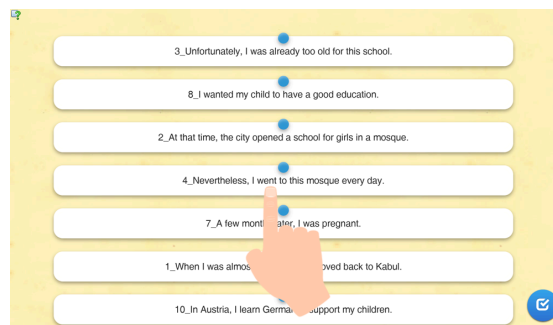 3_Unfortunately, I was already too old for this school.
8_I wanted my child to have a good education.
2_At that time, the city opened a school for girls in a mosque.
4_Nevertheless, I went to this mosque every day.
7_A few month ater, I was pregnant.
1_When I was almos oved back to Kabul.
10_In Austria, I learn German support my children.